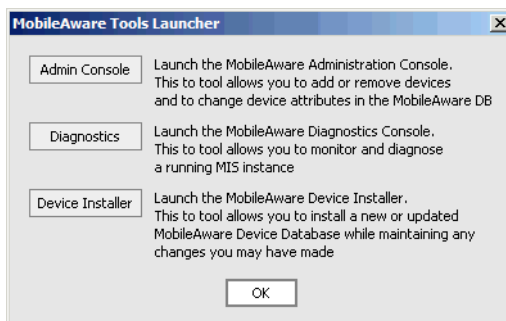 MobileAware Tools Launcher
Admin Console
Launch the MobileAware Administration Console.
This to tool allows you to add or remove devices
and to change device attributes in the MobileAware DB
Diagnostics
Launch the MobileAware Diagnostics Console.
This to tool allows you to monitor and diagnose
a running MIS instance
Device Installer
Launch the MobileAware Device Installer.
This to tool allows you to install a new or updated
MobileAware Device Database while maintaining any
changes you may have made
OK